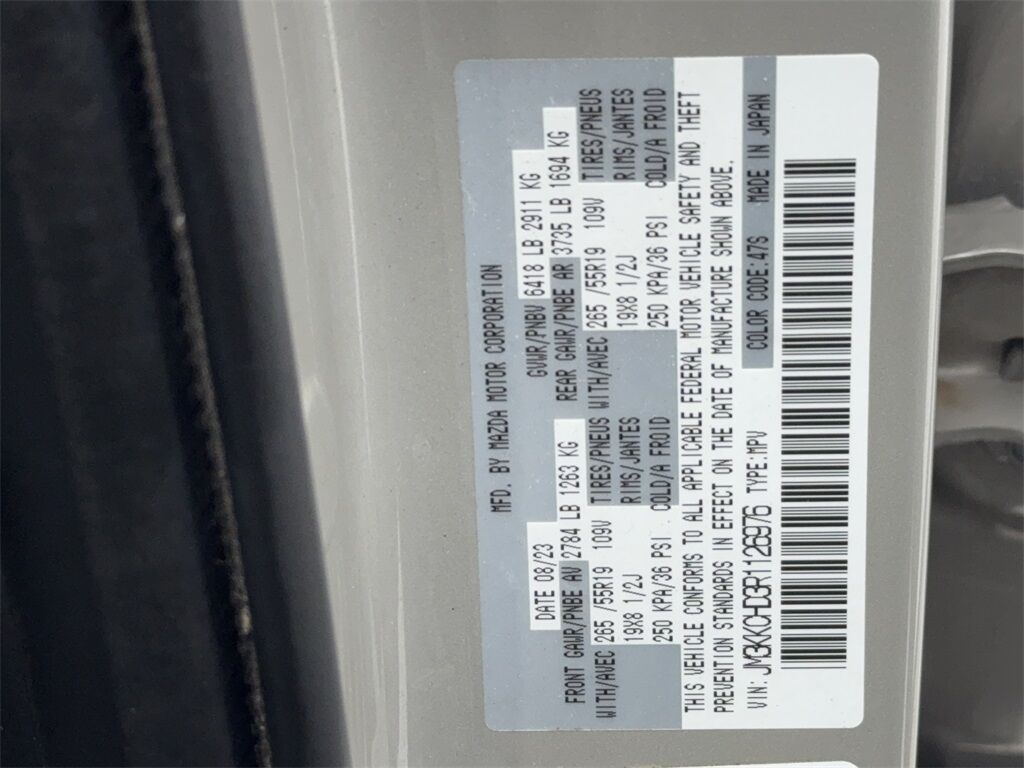 MFD. BY MAZDA MOTOR CORPORATION
DATE 08/23 GVWR/PNBV 6418 LB 2911 KG
FRONT GAWR/PNBE AV 2784 LB 1263 KG REAR GAWR/PNBE AR 3735 LB 1694 KG
WITH/AVEC 265 /55R19 109V TIRES/PNEUS WITH/AVEC 265 /55R19 109V TIRES/PNEUS
19X8 1/2J RIMS/JANTES 19X8 1/2J RIMS/JANTES
250 KPA/36 PSI COLD/A FROID 250 KPA/36 PSI COLD/A FROID
THIS VEHICLE CONFORMS TO ALL APPLICABLE FEDERAL MOTOR VEHICLE SAFETY AND THEFT
PREVENTION STANDARDS IN EFFECT ON THE DATE OF MANUFACTURE SHOWN ABOVE.
VIN: JM3KKCHD3R1126976 TYPE:MPV COLOR CODE:47S MADE IN JAPAN